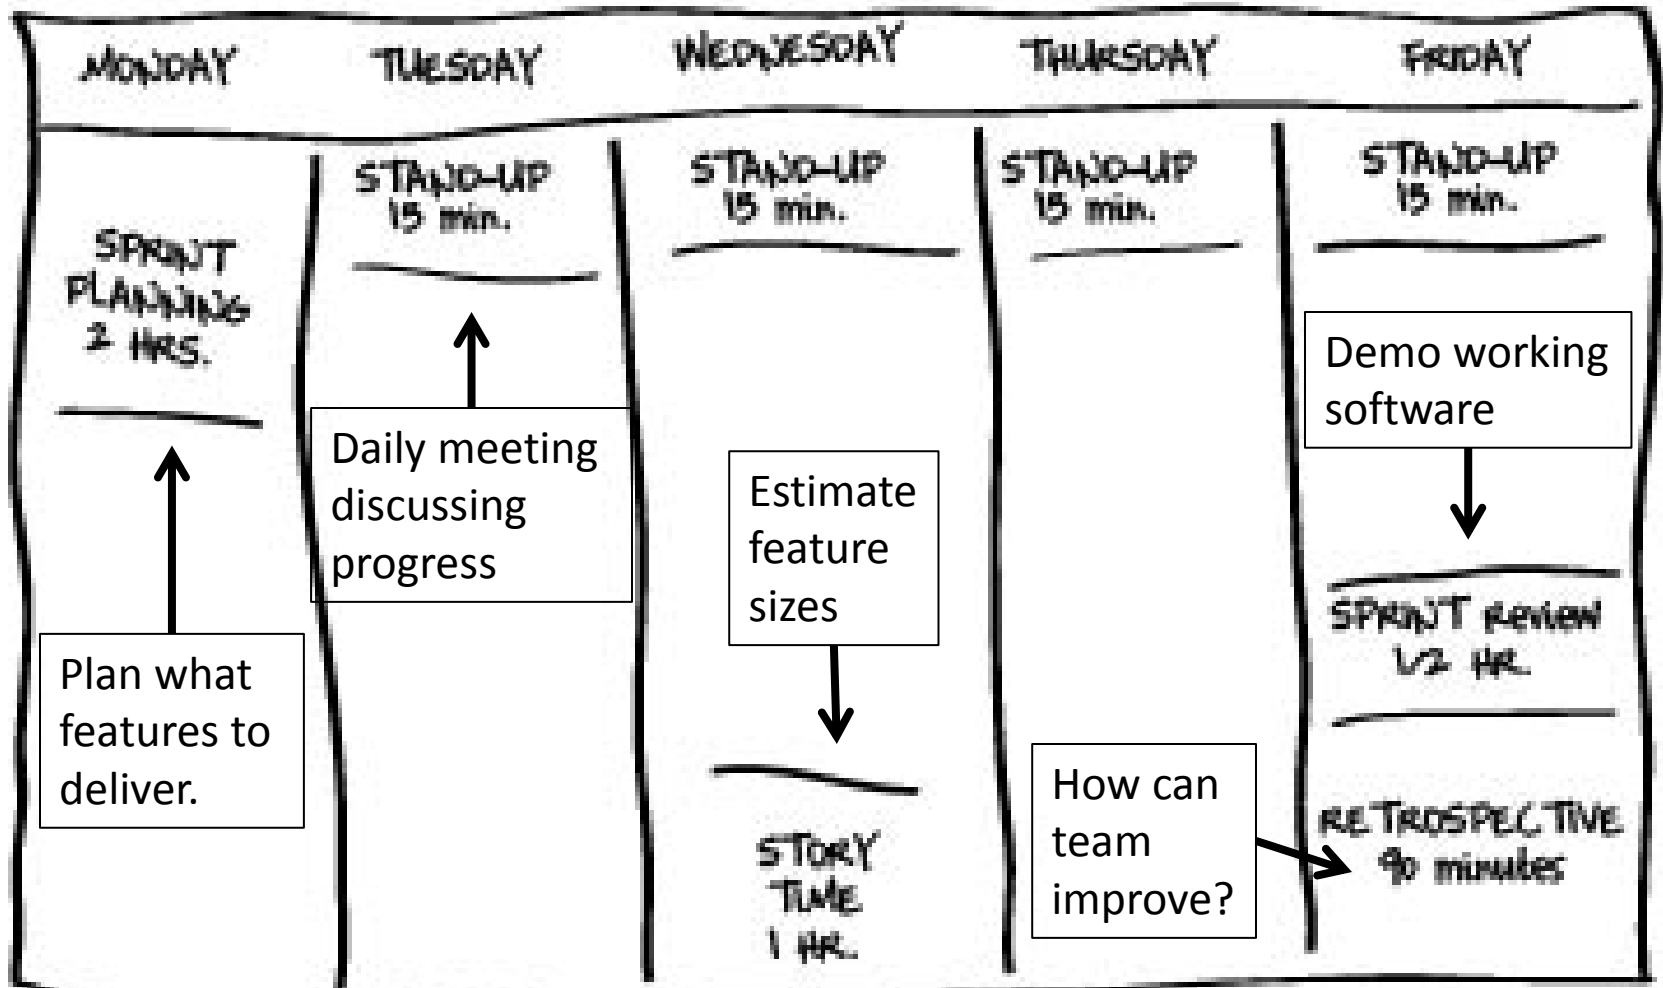 MONDAY
TUESDAY
WEDNESDAY
THURSDAY
FRIDAY
SPRINT
PLANNING
2 HRS.
Plan what
features to
deliver.
STAND-UP
15 min.
Daily meeting
discussing
progress
STAND-UP
15 min.
Estimate
feature
sizes
STORY
TIME
1 HR.
STAND-UP
15 min.
How can
team
improve?
STAND-UP
15 min.
Demo working
software
SPRINT REVIEW
1/2 HR.
RETROSPECTIVE
90 minutes